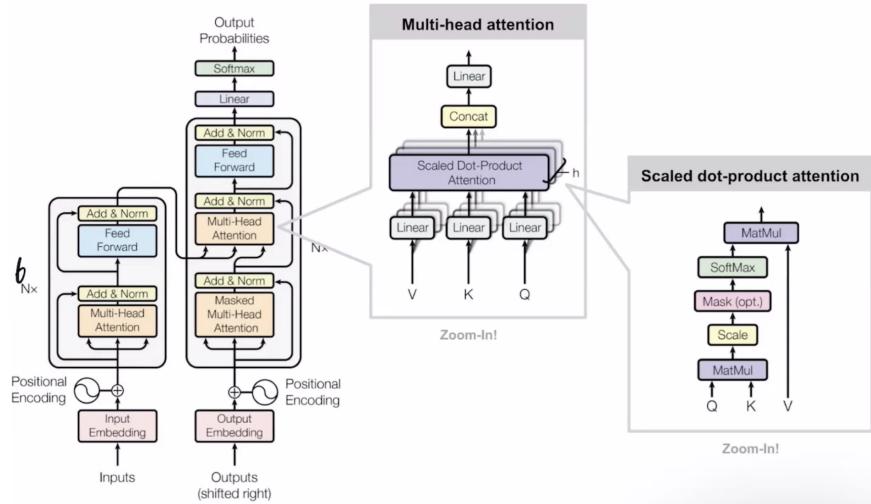 Output
Probabilities
Softmax
Linear
Add & Norm
Feed
Forward
Add & Norm
Multi-Head
Attention
Add & Norm
Masked
Multi-Head
Attention
Nx
Positional
Encoding
Output
Embedding
Outputs
(shifted right)
Add & Norm
Feed
Forward
Add & Norm
Multi-Head
Attention
6
Nx
Positional
Encoding
Input
Embedding
Inputs
Multi-head attention
Linear
Concat
Scaled Dot-Product
Attention
h
Linear
Linear
Linear
V
K
Q
Zoom-In!
Scaled dot-product attention
MatMul
SoftMax
Mask (opt.)
Scale
MatMul
Q
K
V
Zoom-In!